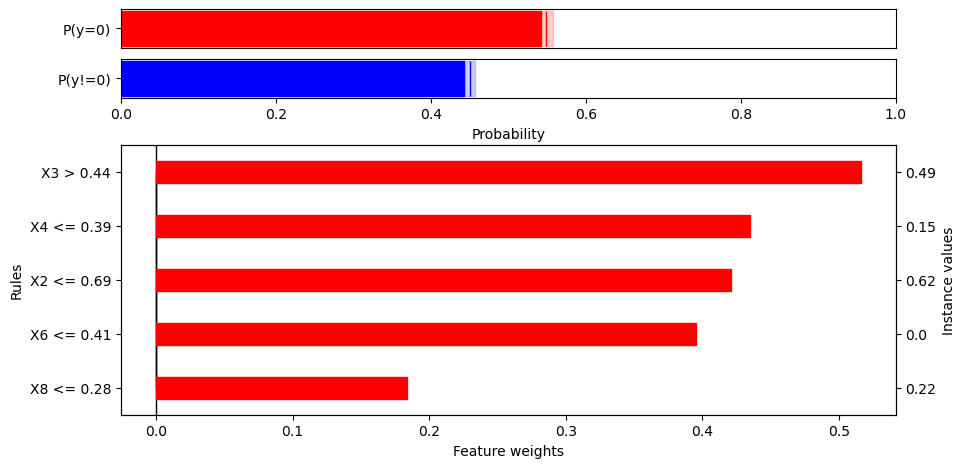 P(y=0)
P(y!=0)
0.0 0.2 0.4 0.6 0.8 1.0
Probability
X3 > 0.44 0.49
X4 <= 0.39 0.15
X2 <= 0.69 0.62
X6 <= 0.41 0.0
X8 <= 0.28 0.22
Rules
Instance values
0.0 0.1 0.2 0.3 0.4 0.5
Feature weights